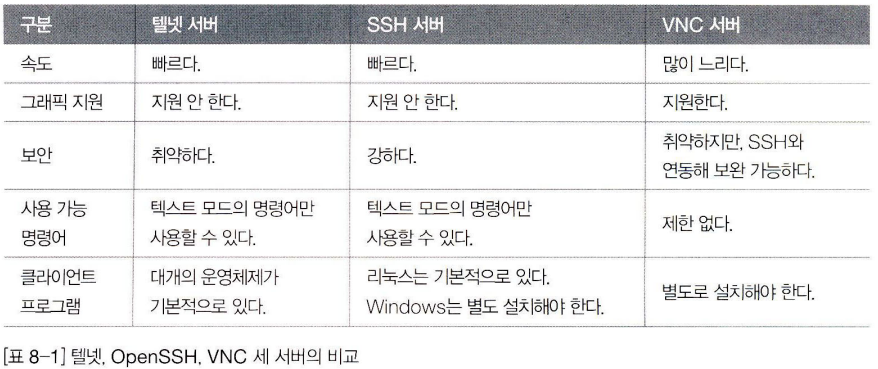 구분 텔넷 서버 SSH 서버 VNC 서버
속도 빠르다. 빠르다. 많이 느리다.
그래픽 지원 지원 안 한다. 지원 안 한다. 지원한다.
보안 취약하다. 강하다. 취약하지만, SSH와
연동해 보완 가능하다.
사용 가능
명령어 텍스트 모드의 명령어만
사용할 수 있다. 텍스트 모드의 명령어만
사용할 수 있다. 제한 없다.
클라이언트
프로그램 대개의 운영체제가
기본적으로 있다. 리눅스는 기본적으로 있다.
Windows는 별도 설치해야 한다. 별도로 설치해야 한다.
[표 8-1] 텔넷, OpenSSH, VNC 세 서버의 비교